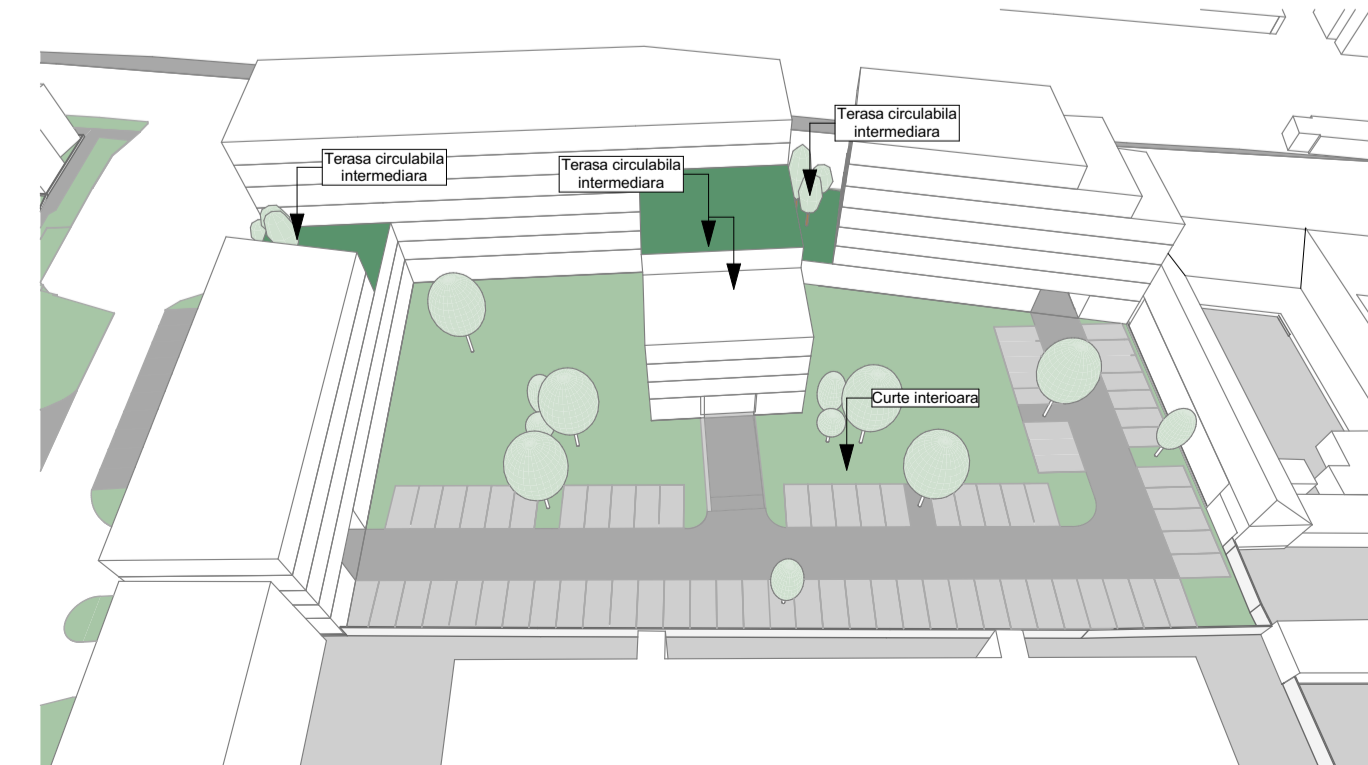 Terasa circulabila
intermediara
Terasa circulabila
intermediara
Terasa circulabila
intermediara
Curte interioara